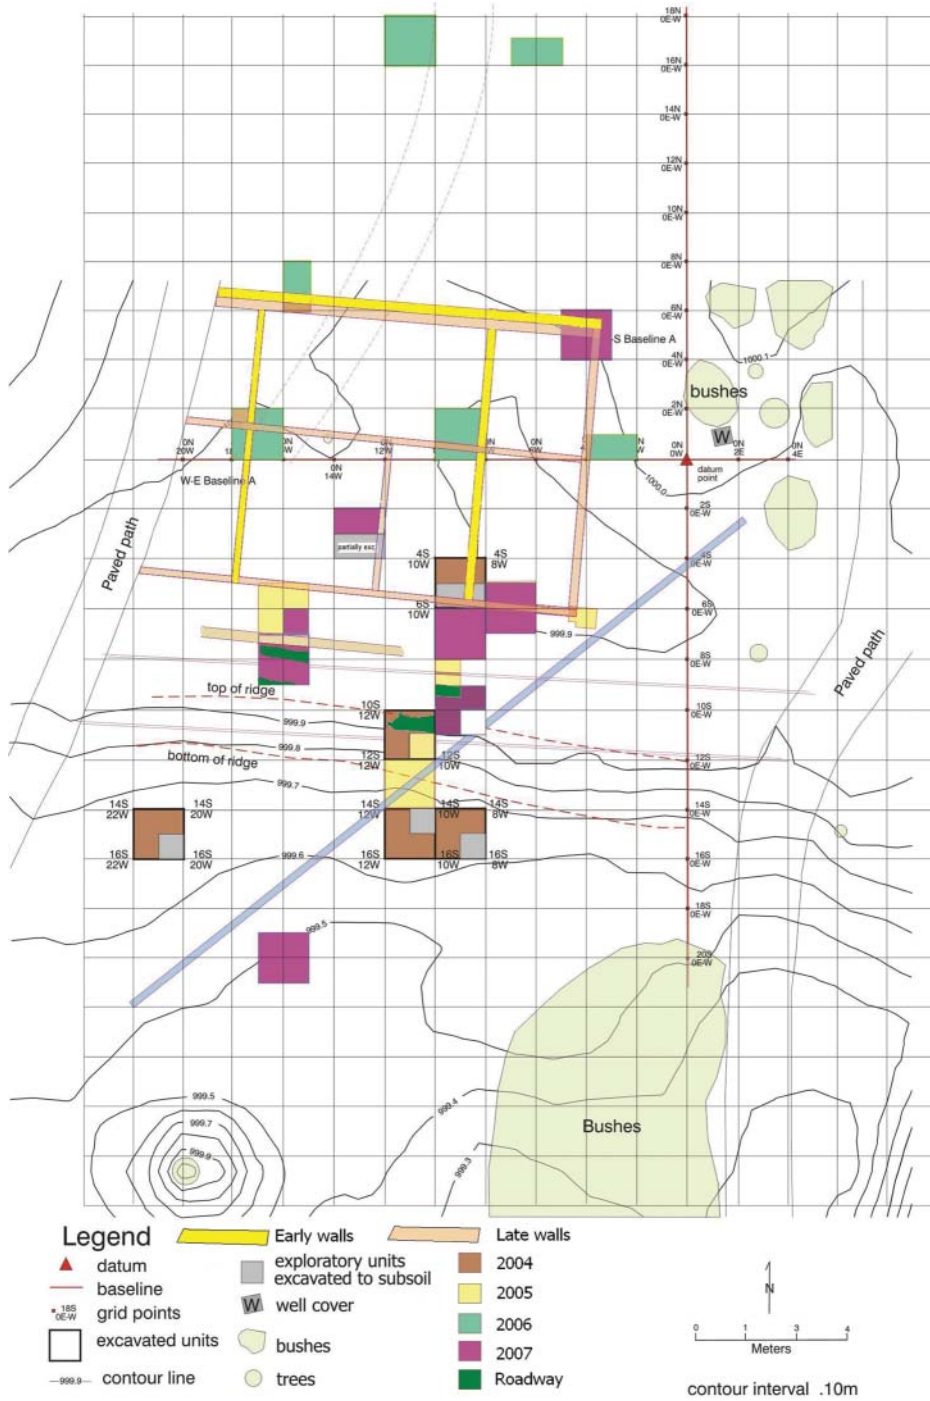 18N
0E-W
16N
0E-W
14N
0E-W
12N
0E-W
10N
0E-W
8N
0E-W
6N
0E-W
-S Baseline A
4N
0E-W
1000.1
bushes
2N
0E-W
W
0N
20W
18
0N
W
12W
0N
W
0N
W
0N
W
0N
0W
0N
2E
0N
4E
0N
14W
datum
point
W-E Baseline A
1000.0
2S
0E-W
Paved path
partially exc
4S
10W
4S
8W
4S
0E-W
6S
10W
6S
0E-W
999.9
8S
0E-W
Paved path
top of ridge
10S
12W
10S
0E-W
999.9
999.8
bottom of ridge
12S
12W
12S
10W
12S
0E-W
999.7
14S
22W
14S
20W
14S
12W
14S
10W
14S
8W
14S
0E-W
16S
22W
16S
20W
999.6
16S
12W
16S
10W
16S
8W
16S
0E-W
18S
0E-W
999.5
20S
0E-W
999.5
999.7
999.9
999.4
999.3
Bushes
Legend
datum
baseline
18S
0E-W
grid points
excavated units
999.9
contour line
Early walls
exploratory units
excavated to subsoil
W
well cover
bushes
trees
Late walls
2004
2005
2006
2007
Roadway
N
0 1 2 3 4
Meters
contour interval .10m